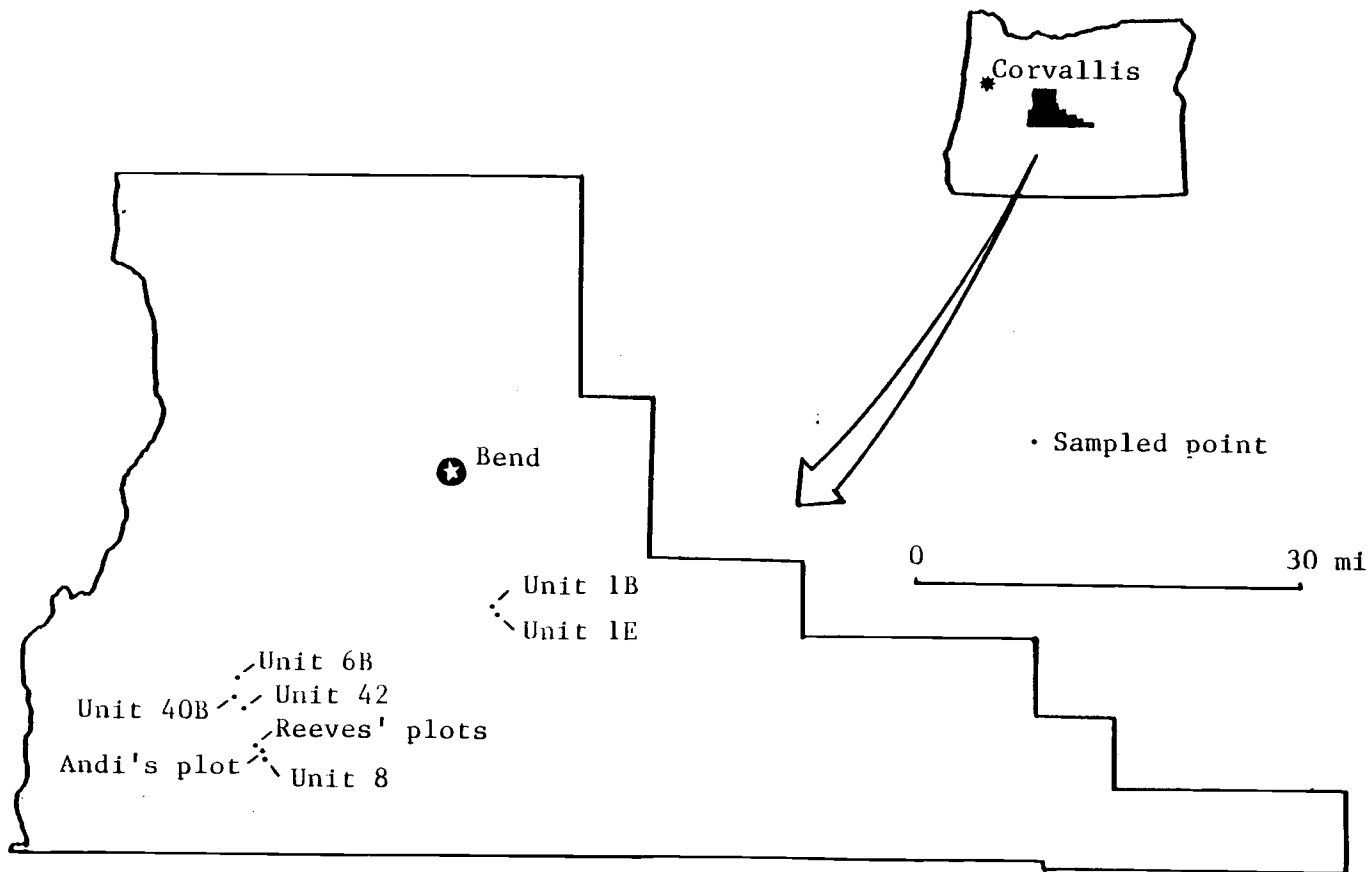 Corvallis
Bend
Sampled point
0 30 mi
Unit 1B
Unit 1E
Unit 6B
Unit 40B
Unit 42
Reeves' plots
Andi's plot
Unit 8